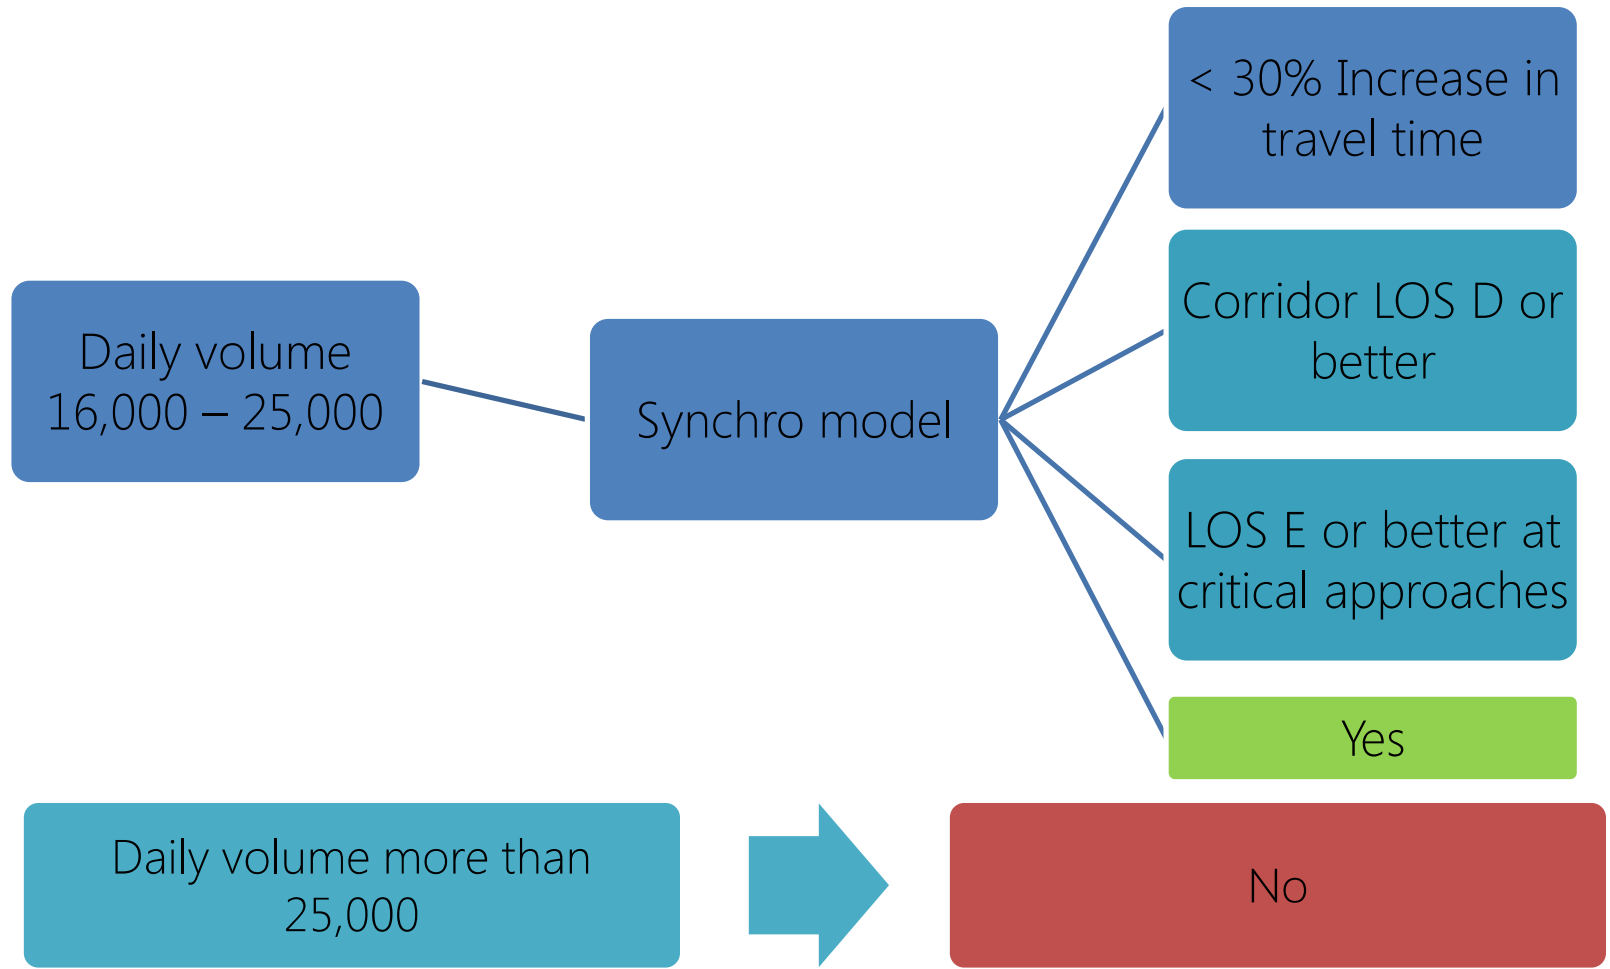 Daily volume
16,000 – 25,000
Synchro model
< 30% Increase in
travel time
Corridor LOS D or
better
LOS E or better at
critical approaches
Yes
Daily volume more than
25,000
No